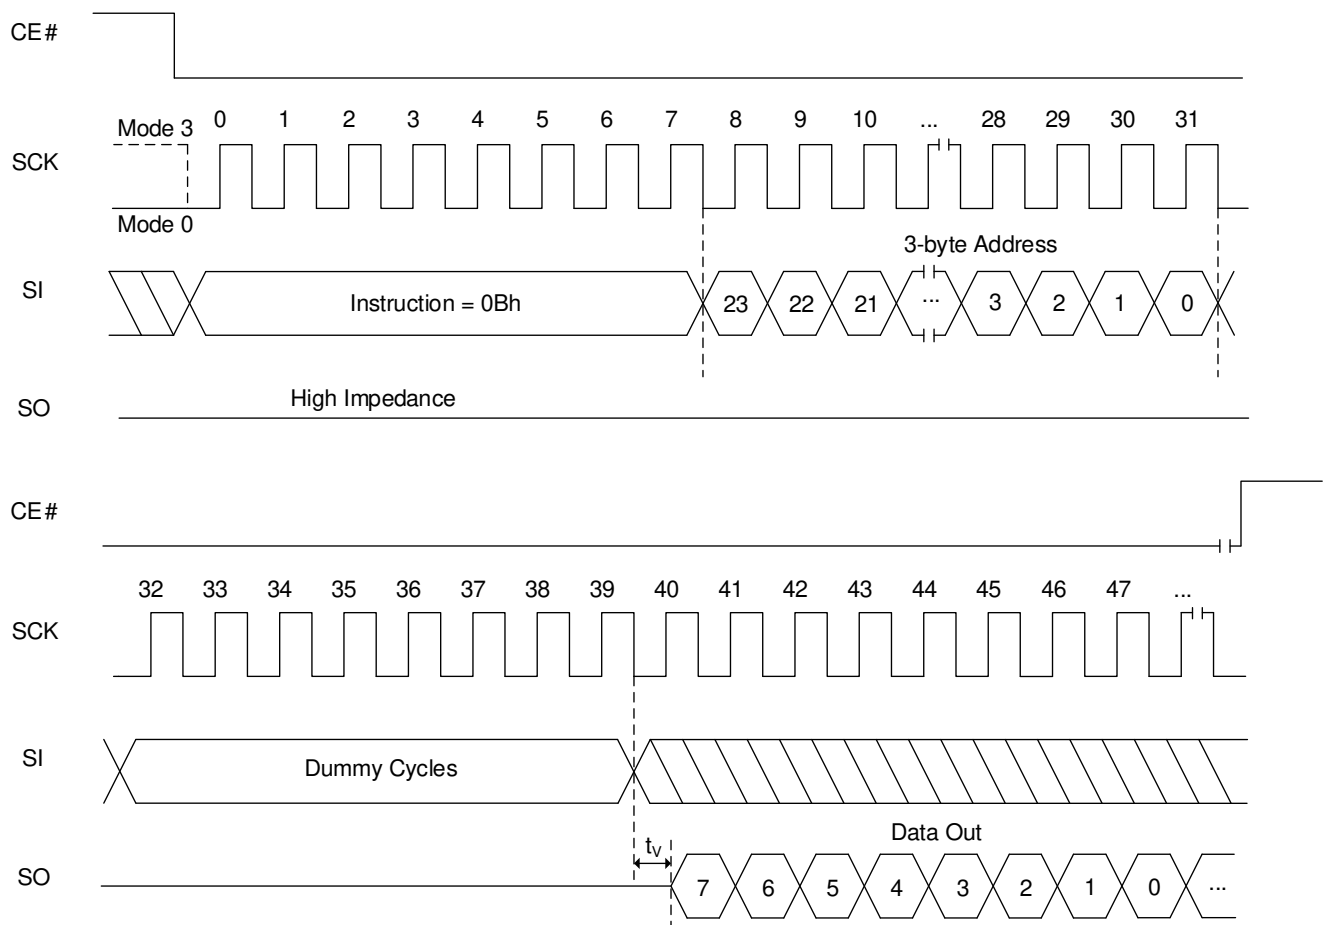 CE#
Mode 3 0 1 2 3 4 5 6 7 8 9 10 ... 28 29 30 31
SCK
Mode 0
3-byte Address
SI Instruction = 0Bh 23 22 21 ... 3 2 1 0
High Impedance
SO
CE#
32 33 34 35 36 37 38 39 40 41 42 43 44 45 46 47 ...
SCK
SI Dummy Cycles
Data Out
tV
SO 7 6 5 4 3 2 1 0 ...